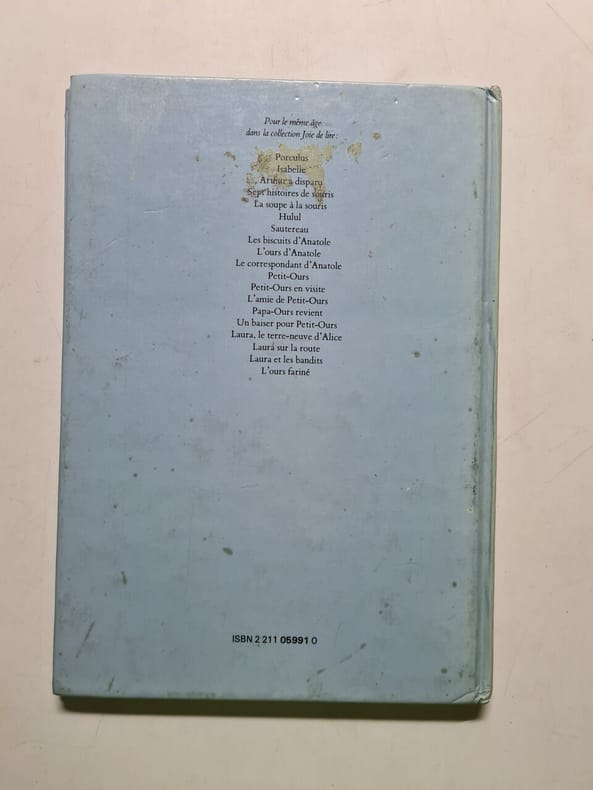 Pour le même âge
dans la collection Joie de lire :
Porculus
Isabelle
Arthur a disparu
Sept histoires de souris
La soupe à la souris
Hulul
Sautereau
Les biscuits d'Anatole
L'ours d'Anatole
Le correspondant d'Anatole
Petit-Ours
Petit-Ours en visite
L'amie de Petit-Ours
Papa-Ours revient
Un baiser pour Petit-Ours
Laura, le terre-neuve d'Alice
Laura sur la route
Laura et les bandits
L'ours fariné
ISBN 2 211 05991 0